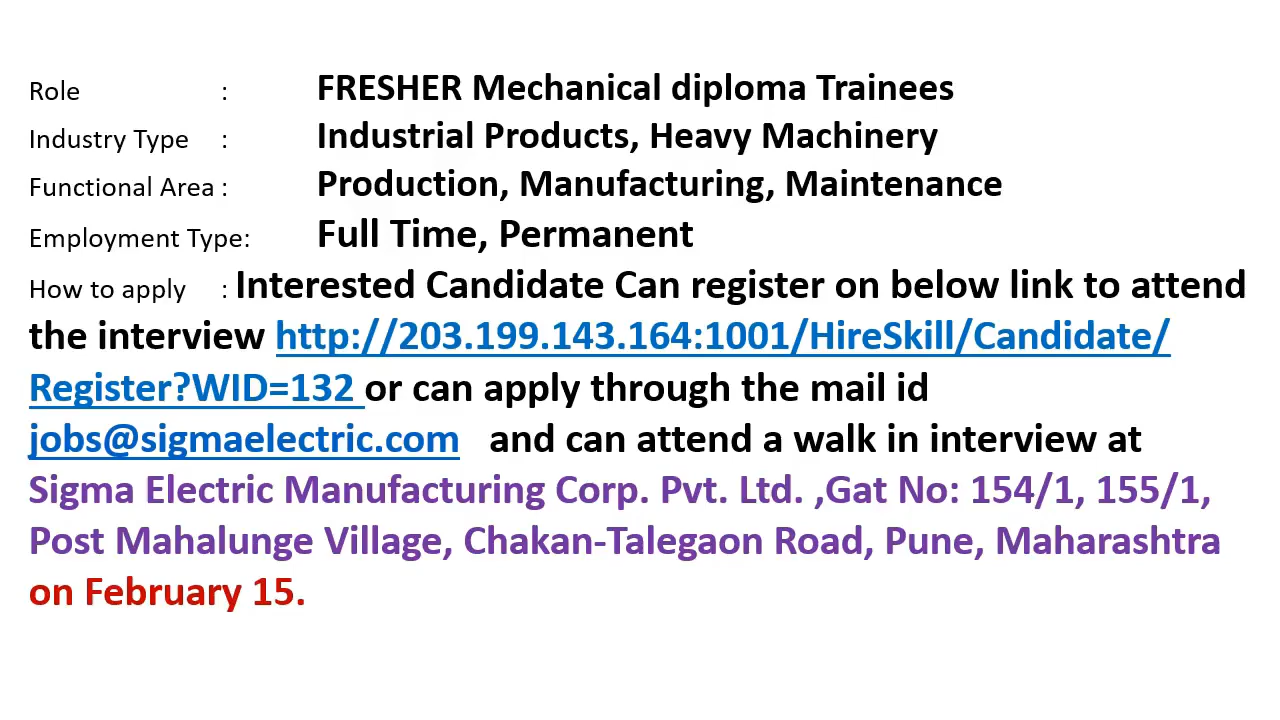 Role : FRESHER Mechanical diploma Trainees
Industry Type : Industrial Products, Heavy Machinery
Functional Area : Production, Manufacturing, Maintenance
Employment Type: Full Time, Permanent
How to apply : Interested Candidate Can register on below link to attend
the interview http://203.199.143.164:1001/HireSkill/Candidate/
Register?WID=132 or can apply through the mail id
jobs@sigmaelectric.com and can attend a walk in interview at
Sigma Electric Manufacturing Corp. Pvt. Ltd. ,Gat No: 154/1, 155/1,
Post Mahalunge Village, Chakan-Talegaon Road, Pune, Maharashtra
on February 15.